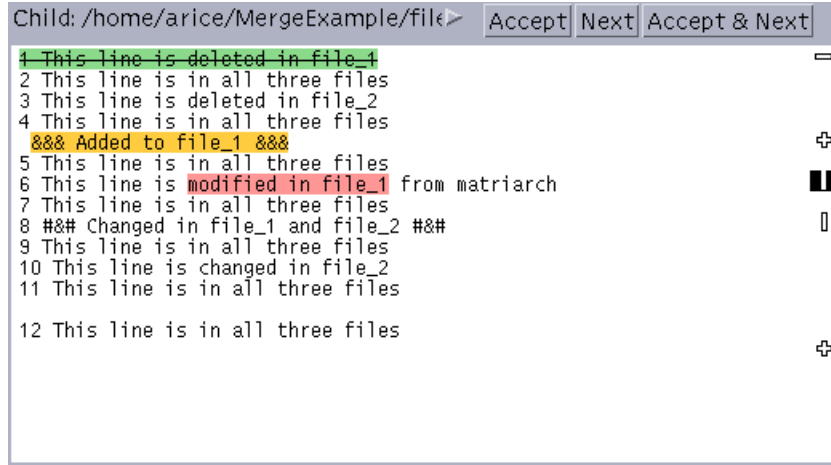 Child: /home/arice/MergeExample/file Accept Next Accept & Next
1 This line is deleted in file_1
2 This line is in all three files
3 This line is deleted in file_2
4 This line is in all three files
&&& Added to file_1 &&&
5 This line is in all three files
6 This line is modified in file_1 from matriarch
7 This line is in all three files
8 #&# Changed in file_1 and file_2 #&#
9 This line is in all three files
10 This line is changed in file_2
11 This line is in all three files
12 This line is in all three files